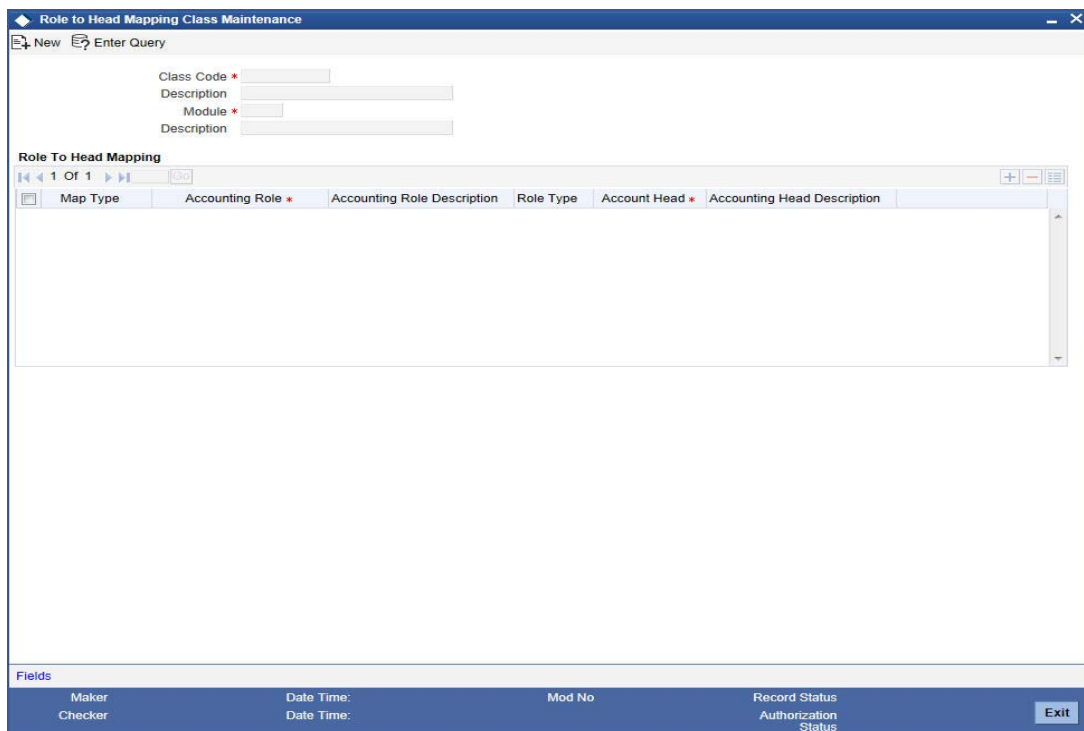 Role to Head Mapping Class Maintenance
New Enter Query
Class Code *
Description
Module *
Description
Role To Head Mapping
1 Of 1 Go
Map Type Accounting Role * Accounting Role Description Role Type Account Head * Accounting Head Description
Fields
Maker Date Time: Mod No Record Status
Checker Date Time: Authorization Status
Exit